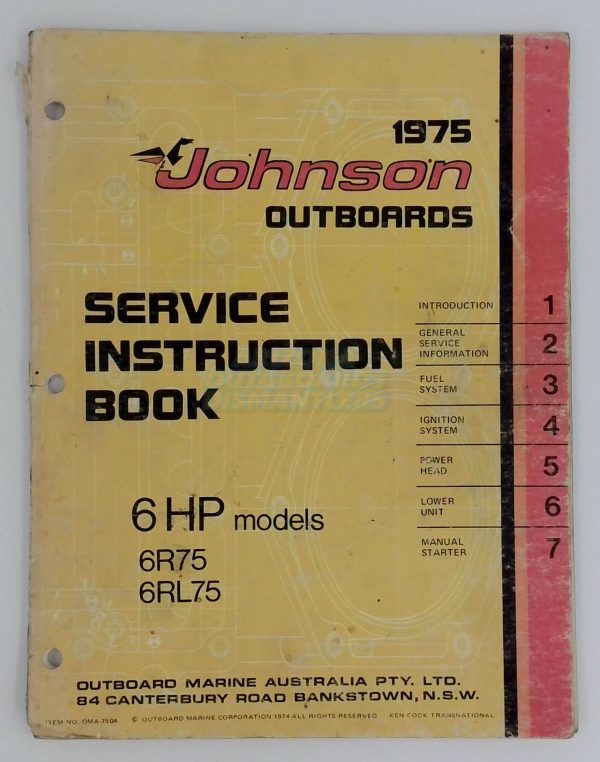 1975
Johnson
OUTBOARDS
SERVICE
INSTRUCTION
BOOK
INTRODUCTION 1
GENERAL
SERVICE
INFORMATION 2
FUEL
SYSTEM 3
IGNITION
SYSTEM 4
POWER
HEAD 5
LOWER
UNIT 6
MANUAL
STARTER 7
6 HP models
6R75
6RL75
OUTBOARD MARINE AUSTRALIA PTY. LTD.
84 CANTERBURY ROAD BANKSTOWN, N.S.W.
ITEM NO. OMA-7504 © OUTBOARD MARINE CORPORATION 1974 ALL RIGHTS RESERVED KEN COOK TRANSNATIONAL